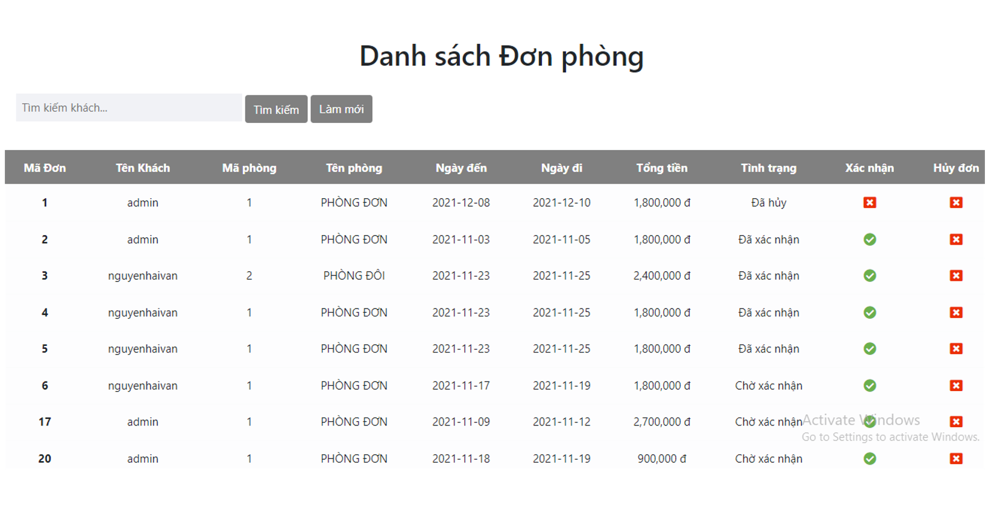 Danh sách Đơn phòng
Tìm kiếm khách... Tìm kiếm Làm mới
Mã Đơn Tên Khách Mã phòng Tên phòng Ngày đến Ngày đi Tổng tiền Tình trạng Xác nhận Hủy đơn
1 admin 1 PHÒNG ĐƠN 2021-12-08 2021-12-10 1,800,000 đ Đã hủy
2 admin 1 PHÒNG ĐƠN 2021-11-03 2021-11-05 1,800,000 đ Đã xác nhận
3 nguyenhaivan 2 PHÒNG ĐÔI 2021-11-23 2021-11-25 2,400,000 đ Đã xác nhận
4 nguyenhaivan 1 PHÒNG ĐƠN 2021-11-23 2021-11-25 1,800,000 đ Đã xác nhận
5 nguyenhaivan 1 PHÒNG ĐƠN 2021-11-23 2021-11-25 1,800,000 đ Đã xác nhận
6 nguyenhaivan 1 PHÒNG ĐƠN 2021-11-17 2021-11-19 1,800,000 đ Chờ xác nhận
17 admin 1 PHÒNG ĐƠN 2021-11-09 2021-11-12 2,700,000 đ Chờ xác nhận
Activate Windows
Go to Settings to activate Windows.
20 admin 1 PHÒNG ĐƠN 2021-11-18 2021-11-19 900,000 đ Chờ xác nhận